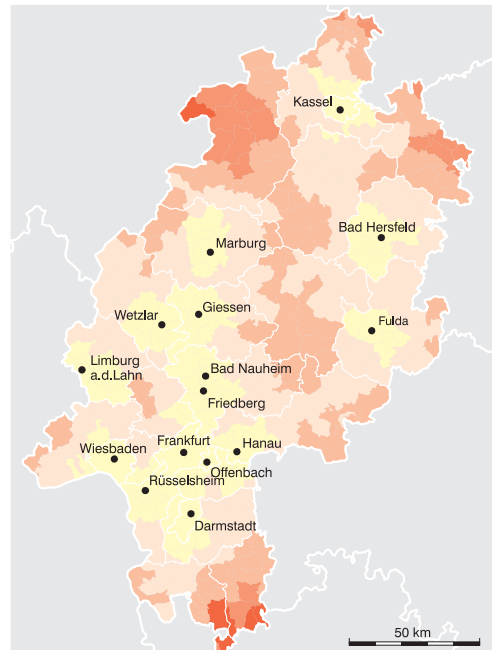 Kassel
Bad Hersfeld
Marburg
Giessen
Wetzlar
Fulda
Limburg
a.d.Lahn
Bad Nauheim
Friedberg
Frankfurt
Hanau
Wiesbaden
Offenbach
Rüsselsheim
Darmstadt
50 km